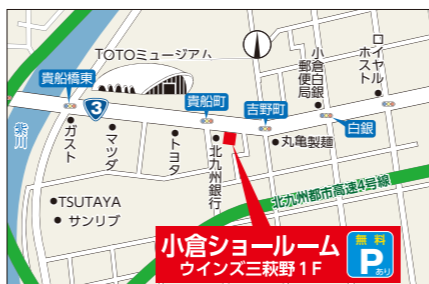 TOTOミュージアム
小倉白銀
郵便局
ロイヤル
ホスト
貴船橋東
3
貴船町
吉野町
白銀
紫川
ガスト
マツダ
トヨタ
北九州銀行
丸亀製麺
TSUTAYA
サンリブ
北九州都市高速4号線
小倉ショールーム
ウインズ三萩野1F
無料
P
あり